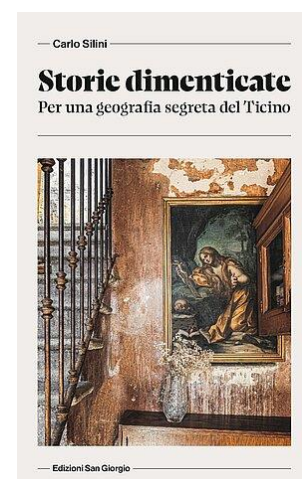 Carlo Silini
Storie dimenticate
Per una geografia segreta del Ticino
Edizioni San Giorgio